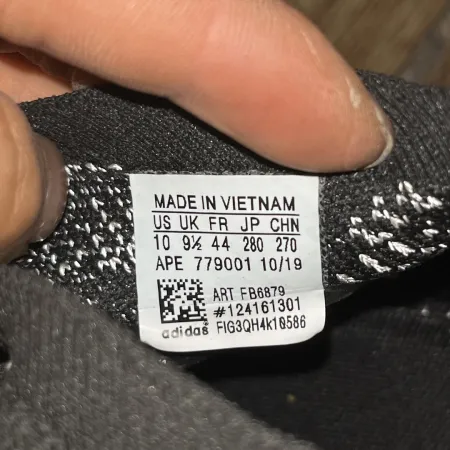 MADE IN VIETNAM
US UK FR JP CHN
10 9½ 44 280 270
APE 779001 10/19
ART FB6879
#124161301
adidas® FIG3QH4k10586